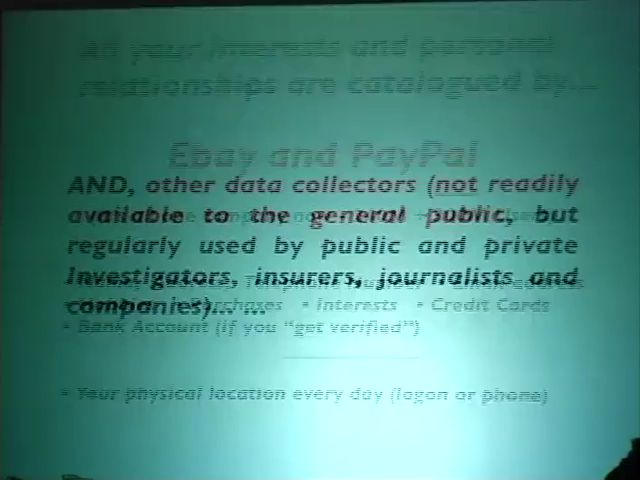 All your interests and personal
relationships are catalogued by...
Ebay and PayPal
AND, other data collectors (not readily
available to the general public, but
regularly used by public and private
Investigators, insurers, journalists and
companies)... ...
Purchases • Interests • Credit Cards
• Bank Account (if you "get verified")
• Your physical location every day (logon or phone)